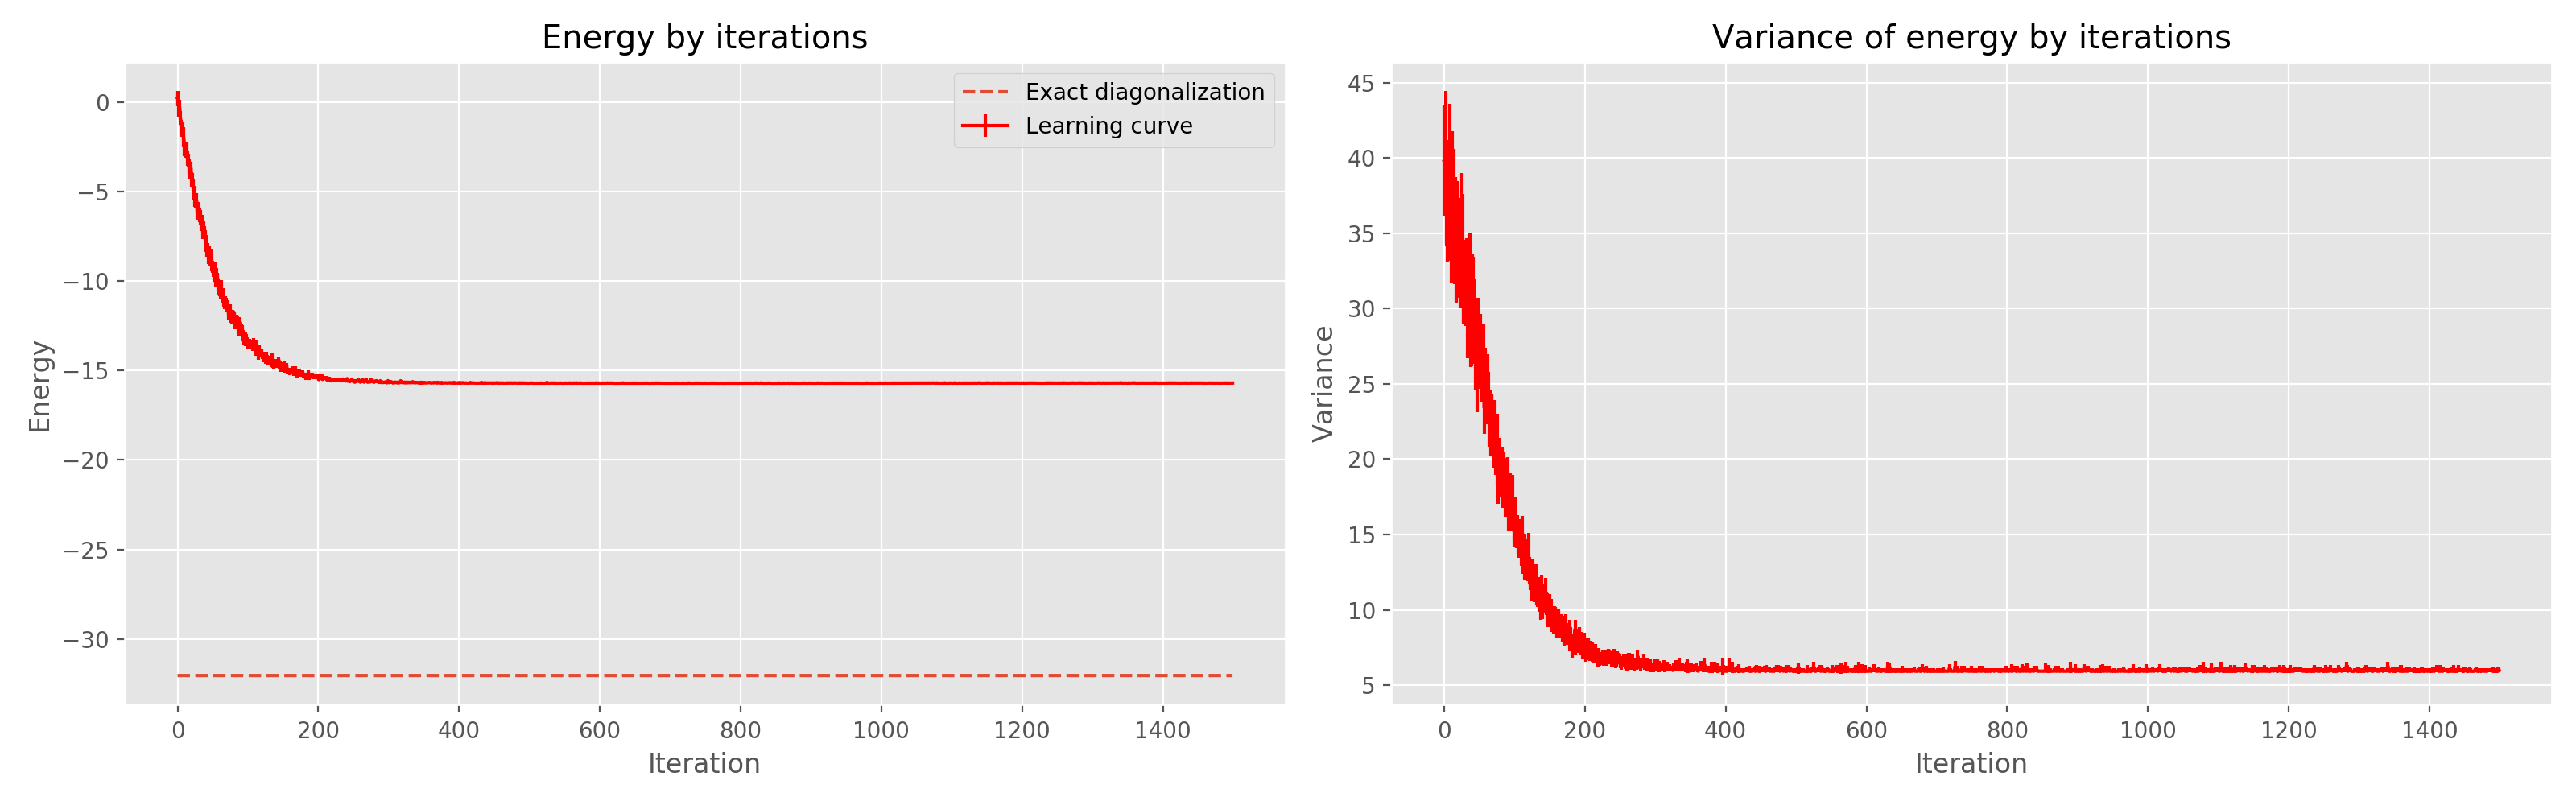 Energy by iterations
Exact diagonalization
Learning curve
0
−5
−10
−15
−20
−25
−30
Energy
0 200 400 600 800 1000 1200 1400
Iteration
Variance of energy by iterations
45
40
35
30
25
20
15
10
5
Variance
0 200 400 600 800 1000 1200 1400
Iteration